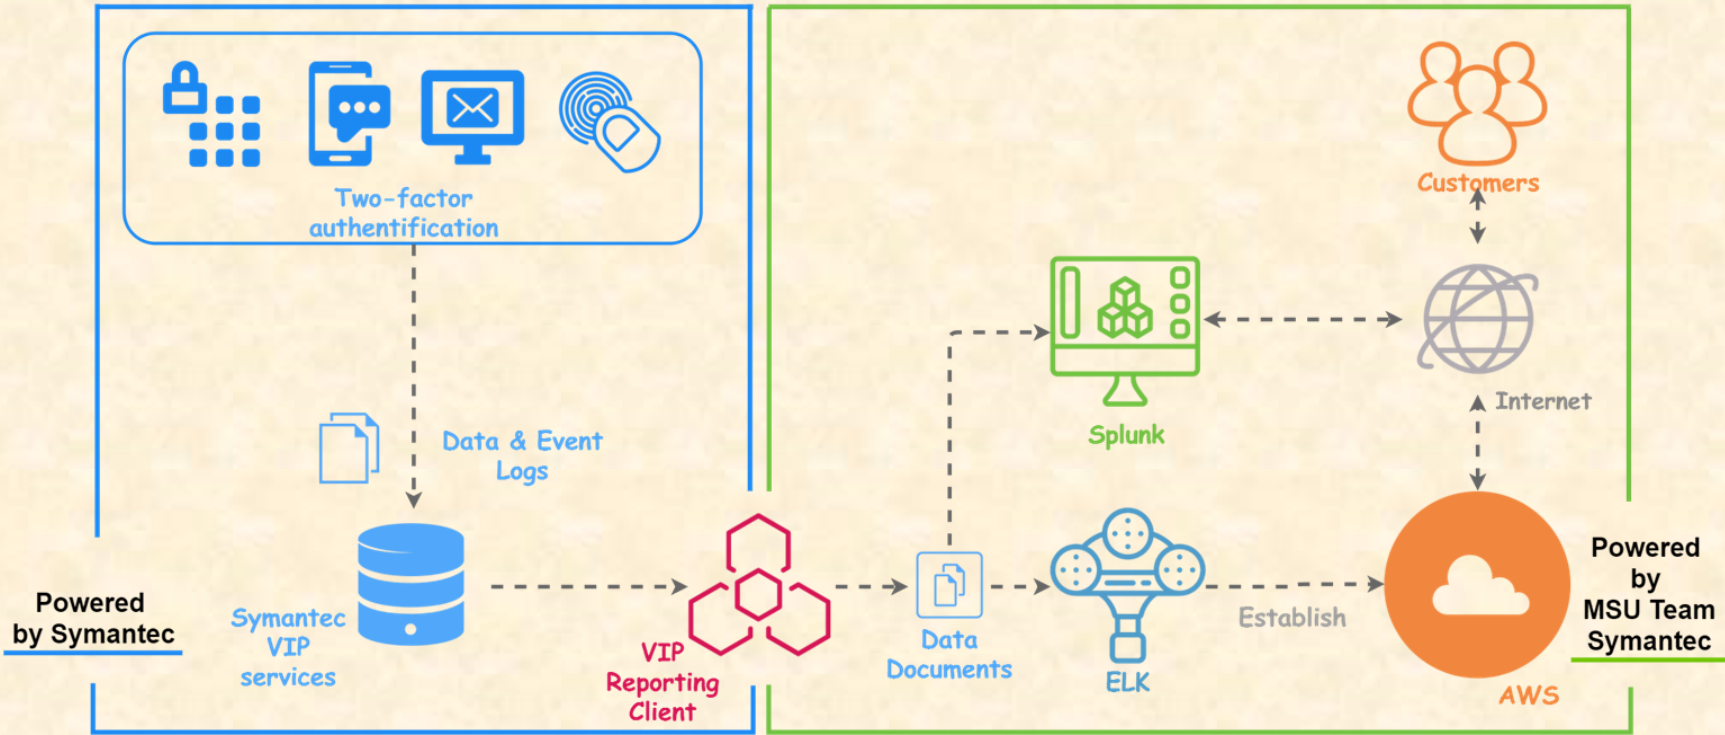 Two-factor
authentification
Data & Event
Logs
Powered
by Symantec
Symantec
VIP
services
VIP
Reporting
Client
Data
Documents
Splunk
ELK
Establish
Customers
Internet
AWS
Powered
by
MSU Team
Symantec